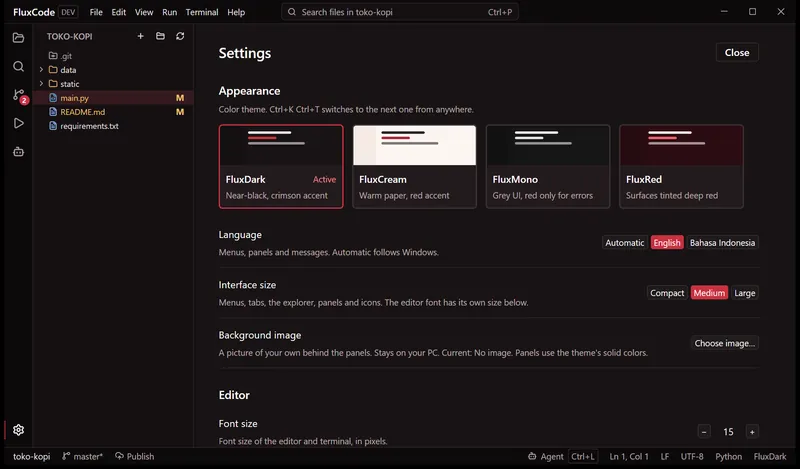 FluxCode DEV File Edit View Run Terminal Help Search files in toko-kopi Ctrl+P
TOKO-KOPI
.git
data
static
main.py M
README.md M
requirements.txt
2
Settings Close
Appearance
Color theme. Ctrl+K Ctrl+T switches to the next one from anywhere.
FluxDark Active
Near-black, crimson accent
FluxCream
Warm paper, red accent
FluxMono
Grey UI, red only for errors
FluxRed
Surfaces tinted deep red
Language
Menus, panels and messages. Automatic follows Windows.
Automatic English Bahasa Indonesia
Interface size
Menus, tabs, the explorer, panels and icons. The editor font has its own size below.
Compact Medium Large
Background image
A picture of your own behind the panels. Stays on your PC. Current: No image. Panels use the theme's solid colors.
Choose image...
Editor
Font size
Font size of the editor and terminal, in pixels.
− 15 +
toko-kopi master* Publish Agent Ctrl+L Ln 1, Col 1 LF UTF-8 Python FluxDark